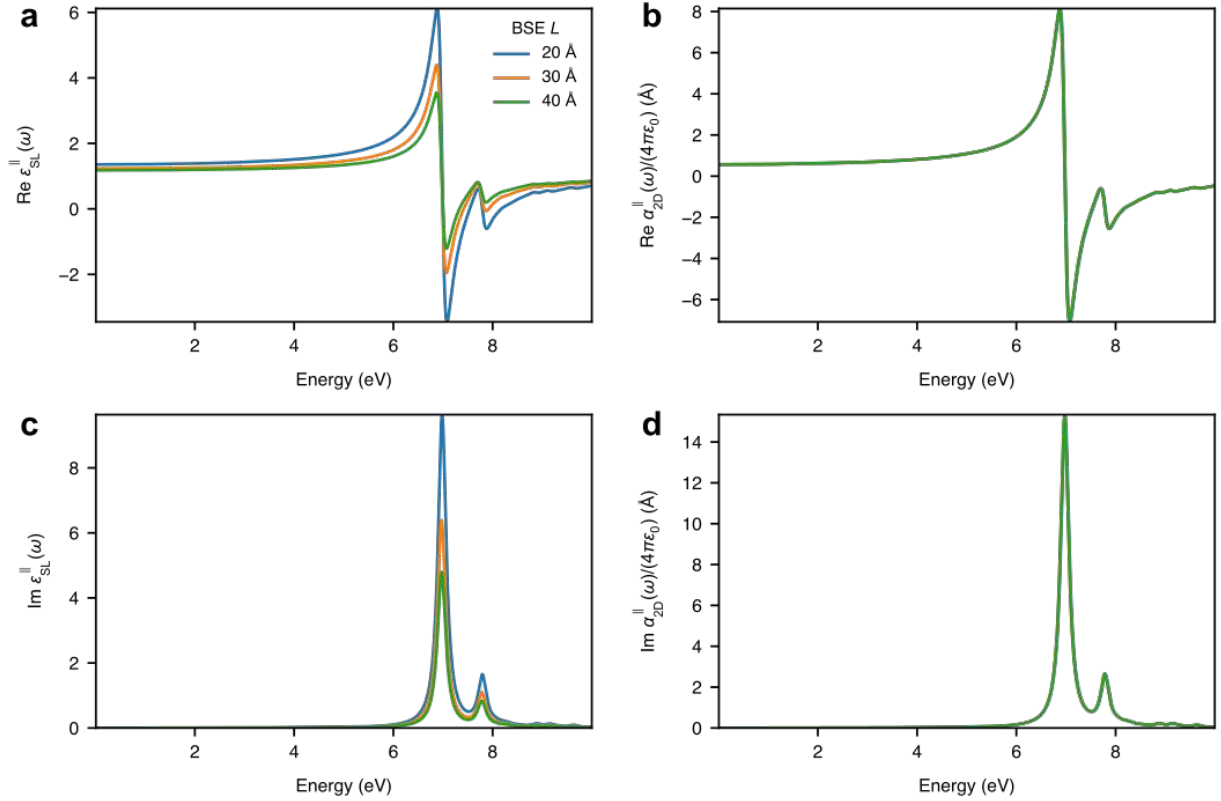 a
BSE L
20 Å
30 Å
40 Å
Re ε∥SL(ω)
6
4
2
0
−2
2 4 6 8
Energy (eV)
b
Re α∥2D(ω)/(4πε0) (Å)
8
6
4
2
0
−2
−4
−6
2 4 6 8
Energy (eV)
c
Im ε∥SL(ω)
8
6
4
2
0
2 4 6 8
Energy (eV)
d
Im α∥2D(ω)/(4πε0) (Å)
14
12
10
8
6
4
2
0
2 4 6 8
Energy (eV)